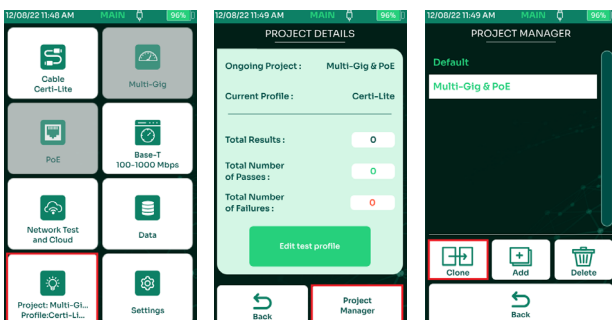 12/08/22 11:48 AM MAIN 96%
Cable
Certi-Lite
Multi-Gig
PoE
Base-T
100-1000 Mbps
Network Test
and Cloud
Data
Project: Multi-Gi...
Profile:Certi-Li...
Settings
12/08/22 11:49 AM MAIN 96%
PROJECT DETAILS
Ongoing Project : Multi-Gig & PoE
Current Profile : Certi-Lite
Total Results : 0
Total Number
of Passes : 0
Total Number
of Failures : 0
Edit test profile
Back
Project
Manager
12/08/22 11:49 AM MAIN 96%
PROJECT MANAGER
Default
Multi-Gig & PoE
Clone
Add
Delete
Back